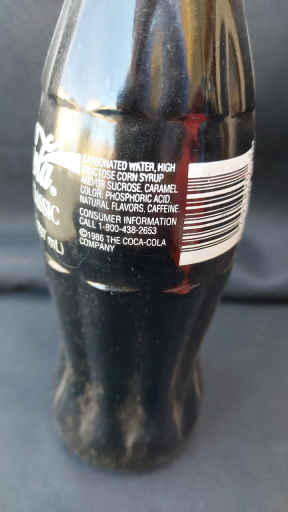 CARBONATED WATER, HIGH
FRUCTOSE CORN SYRUP
AND/OR SUCROSE, CARAMEL
COLOR, PHOSPHORIC ACID,
NATURAL FLAVORS, CAFFEINE.
CONSUMER INFORMATION
CALL 1-800-438-2653
©1986 THE COCA-COLA
COMPANY
mL)